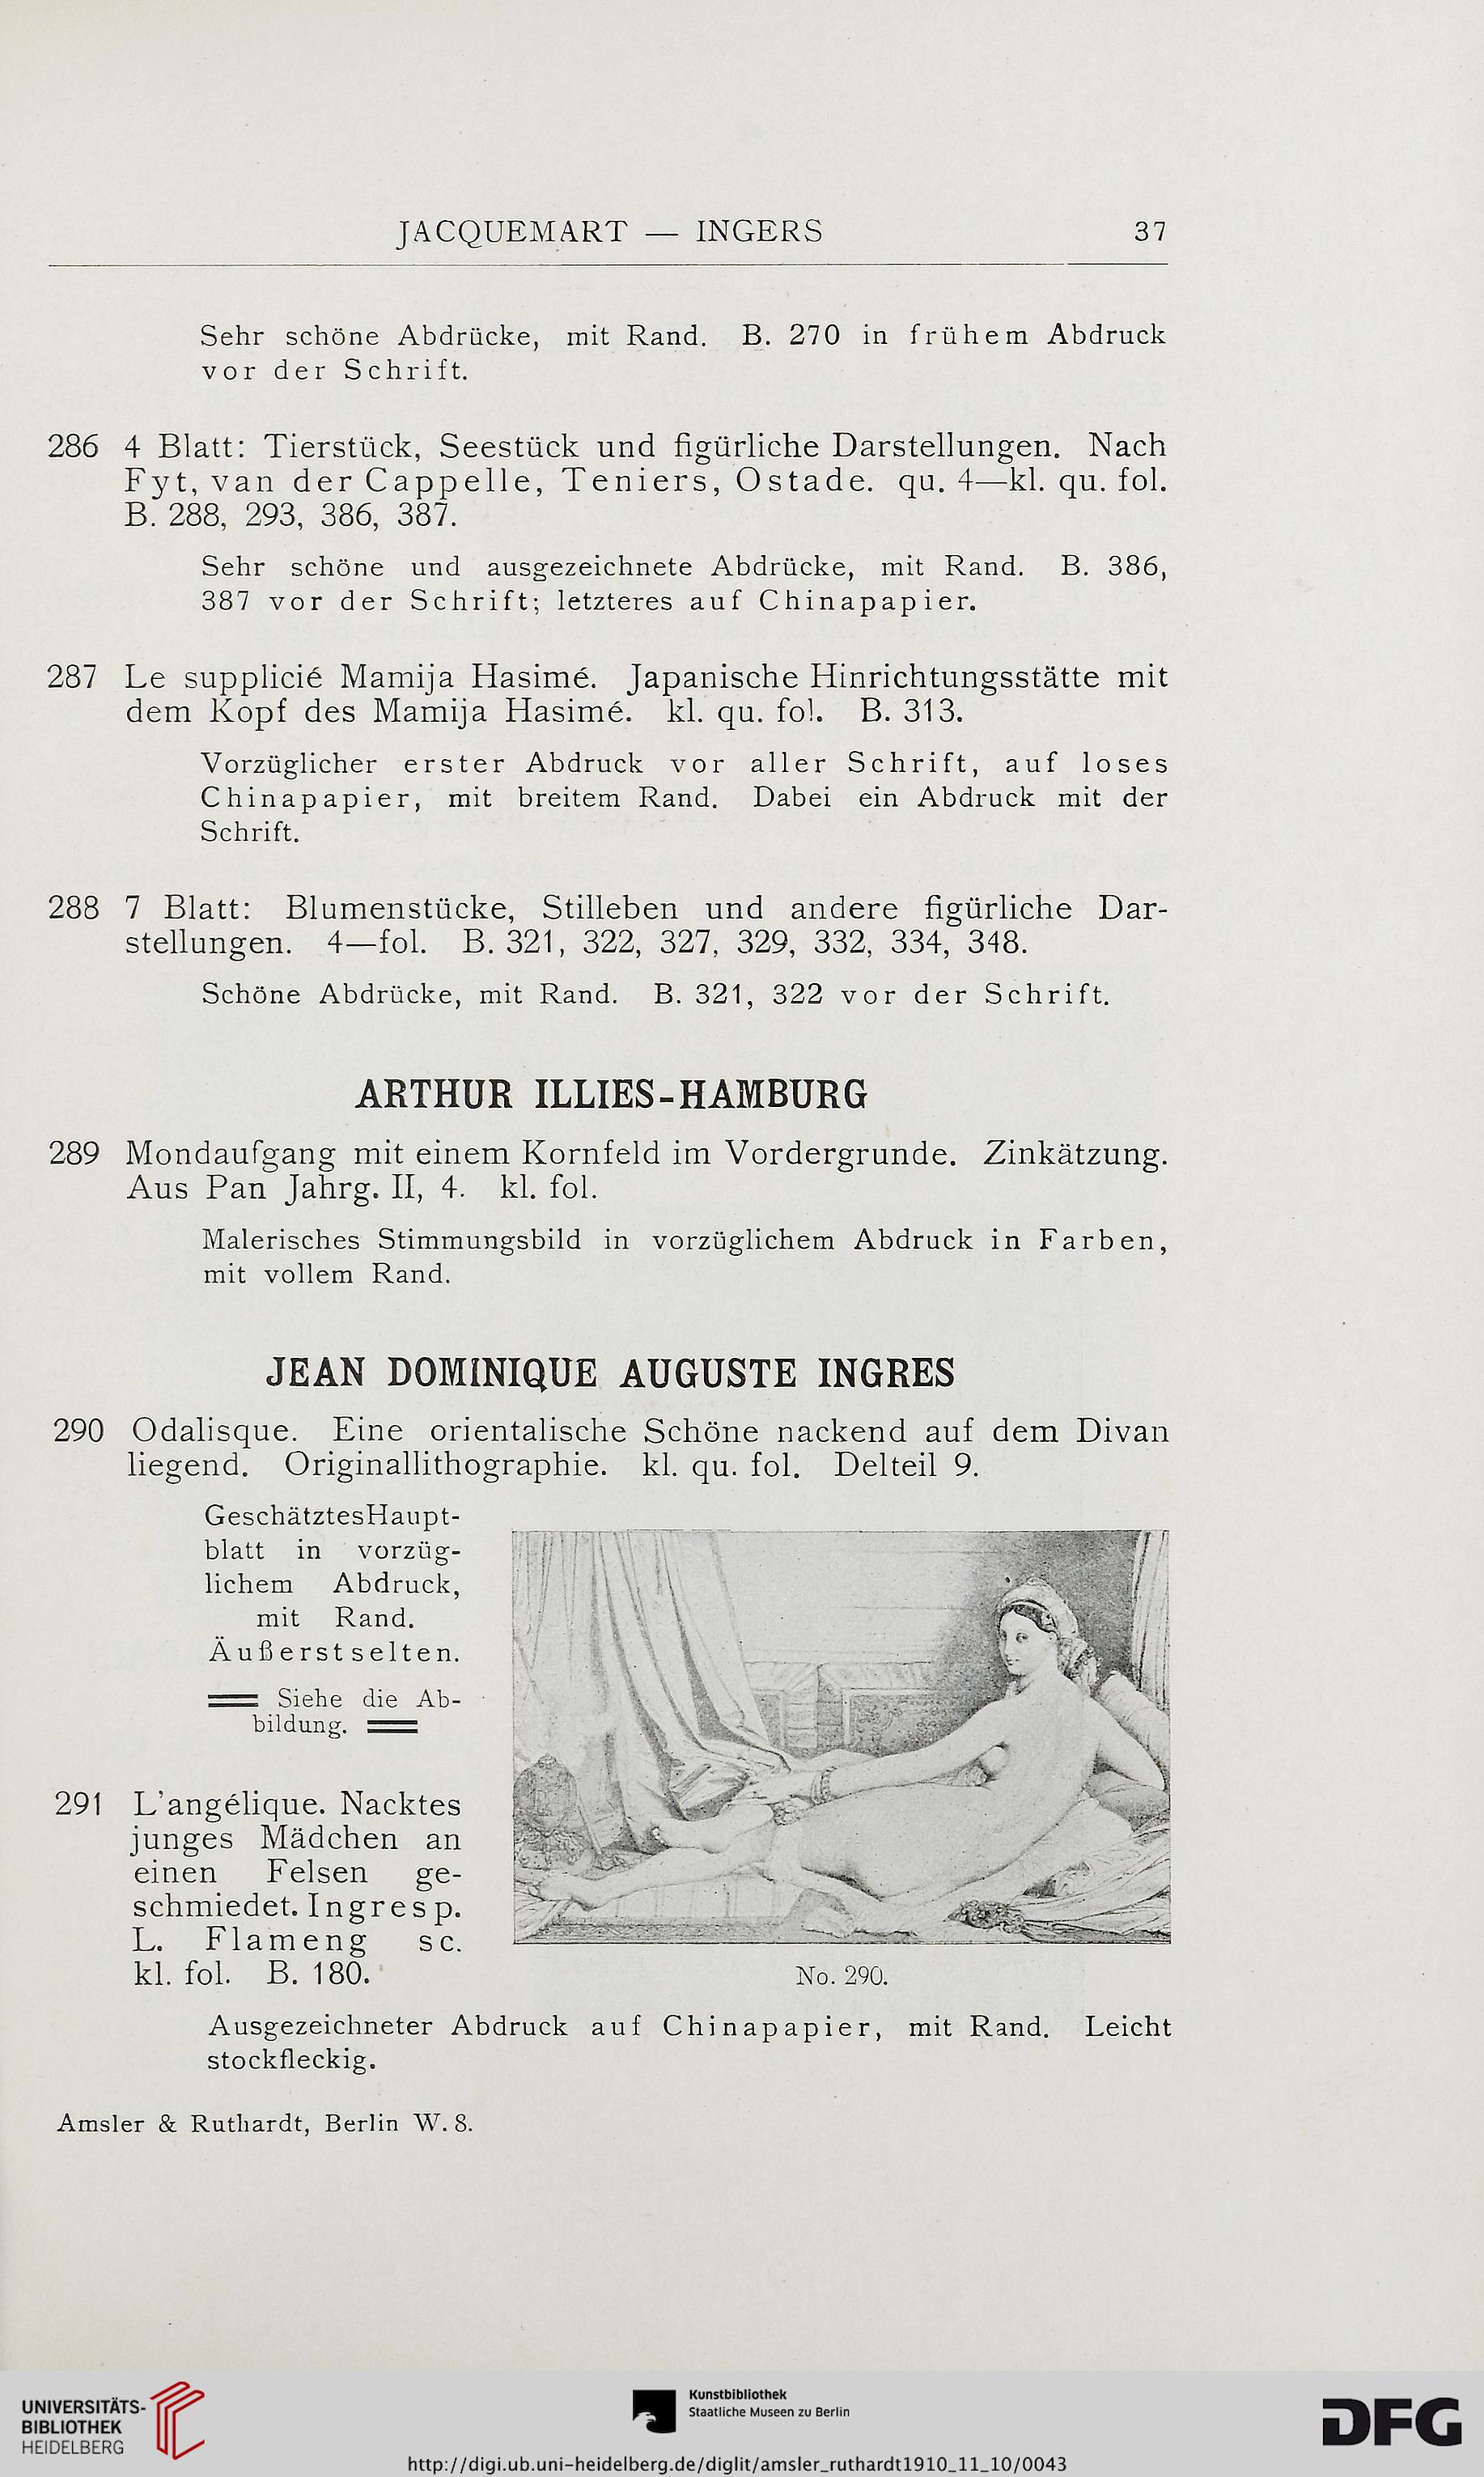 JACQUEMART — INGERS 37
Sehr schöne Abdrücke, mit Rand. B. 270 in frühem Abdruck
vor der Schrift.
286 4 Blatt: Tierstück, Seestück und figürliche Darstellungen. Nach
Fyt, van der Cappelle, Teniers, Ostade. qu. 4—kl. qu. fol.
B. 288, 293, 386, 387.
Sehr schöne und ausgezeichnete Abdrücke, mit Rand. B. 386,
387 vor der Schrift; letzteres auf Chinapapier.
287 Le supplicié Mamija Hasimé. Japanische Hinrichtungsstätte mit
dem Kopf des Mamija Hasimé. kl. qu. fol. B. 313.
Vorzüglicher erster Abdruck vor aller Schrift, auf loses
Chinapapier, mit breitem Rand. Dabei ein Abdruck mit der
Schrift.
288 7 Blatt: Blumenstücke, Stilleben und andere figürliche Dar-
stellungen. 4—fol. B. 321, 322, 327, 329, 332, 334, 348.
Schöne Abdrücke, mit Rand. B. 321, 322 vor der Schrift.
ARTHUR ILLIES-HAMBURG
289 Mondaufgang mit einem Kornfeld im Vordergrunde. Zinkätzung.
Aus Pan Jahrg. II, 4. kl. fol.
Malerisches Stimmungsbild in vorzüglichem Abdruck in Farben,
mit vollem Rand.
JEAN DOMINIQUE AUGUSTE INGRES
290 Odalisque. Eine orientalische Schöne nackend auf dem Divan
liegend. Originallithographie. kl. qu. fol. Delteil 9.
Geschätztes Haupt-
blatt in vorzüg-
lichem Abdruck,
mit Rand.
Äußerst selten.
Siehe die Ab-
bildung.
291 L'angélique. Nacktes
junges Mädchen an
einen Felsen ge-
schmiedet. Ingres p.
L. Flameng sc.
kl. fol. B. 180.
No. 290.
Ausgezeichneter Abdruck auf Chinapapier, mit Rand. Leicht
stockfleckig.
Amsler & Ruthardt, Berlin W. 8.
UNIVERSITÄTS-
BIBLIOTHEK
HEIDELBERG
Kunstbibliothek
Staatliche Museen zu Berlin
DFG
http://digi.ub.uni-heidelberg.de/diglit/amsler_ruthardt1910_11_10/0043